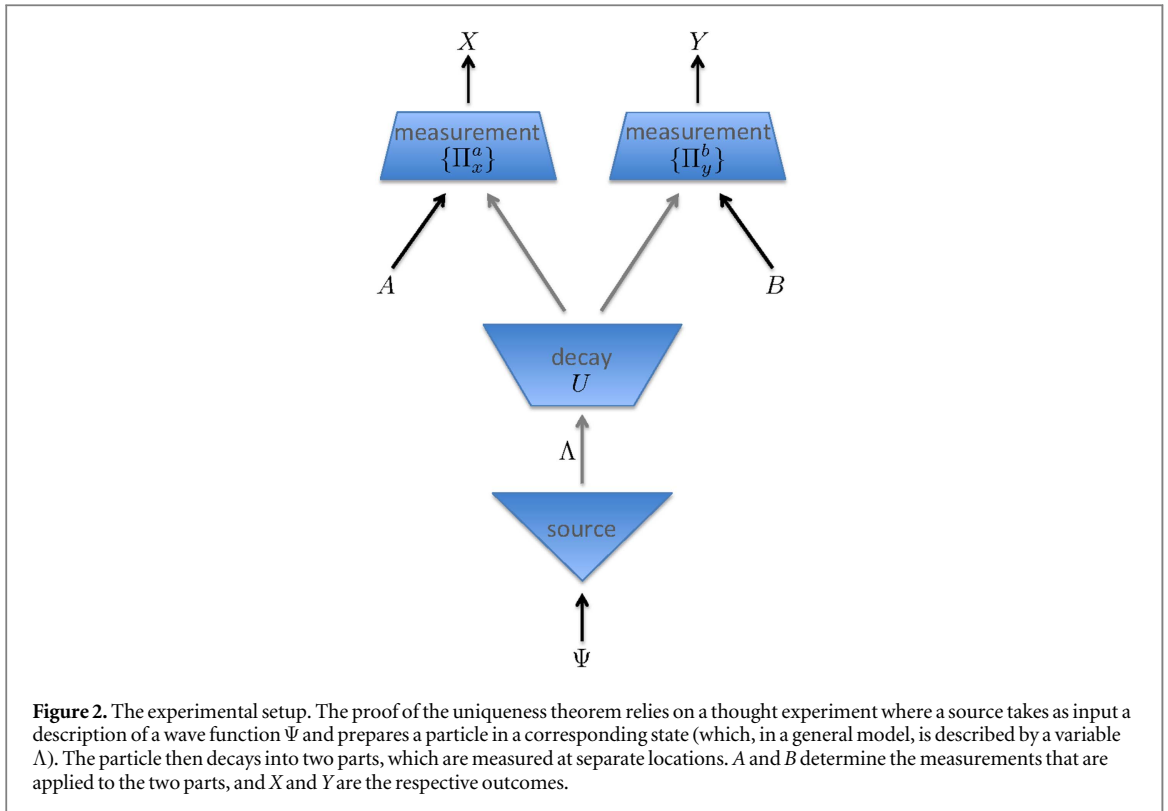 X Y
measurement measurement
{Π_x^a} {Π_y^b}
A B
decay
U
Λ
source
Ψ
Figure 2. The experimental setup. The proof of the uniqueness theorem relies on a thought experiment where a source takes as input a
description of a wave function Ψ and prepares a particle in a corresponding state (which, in a general model, is described by a variable
Λ). The particle then decays into two parts, which are measured at separate locations. A and B determine the measurements that are
applied to the two parts, and X and Y are the respective outcomes.